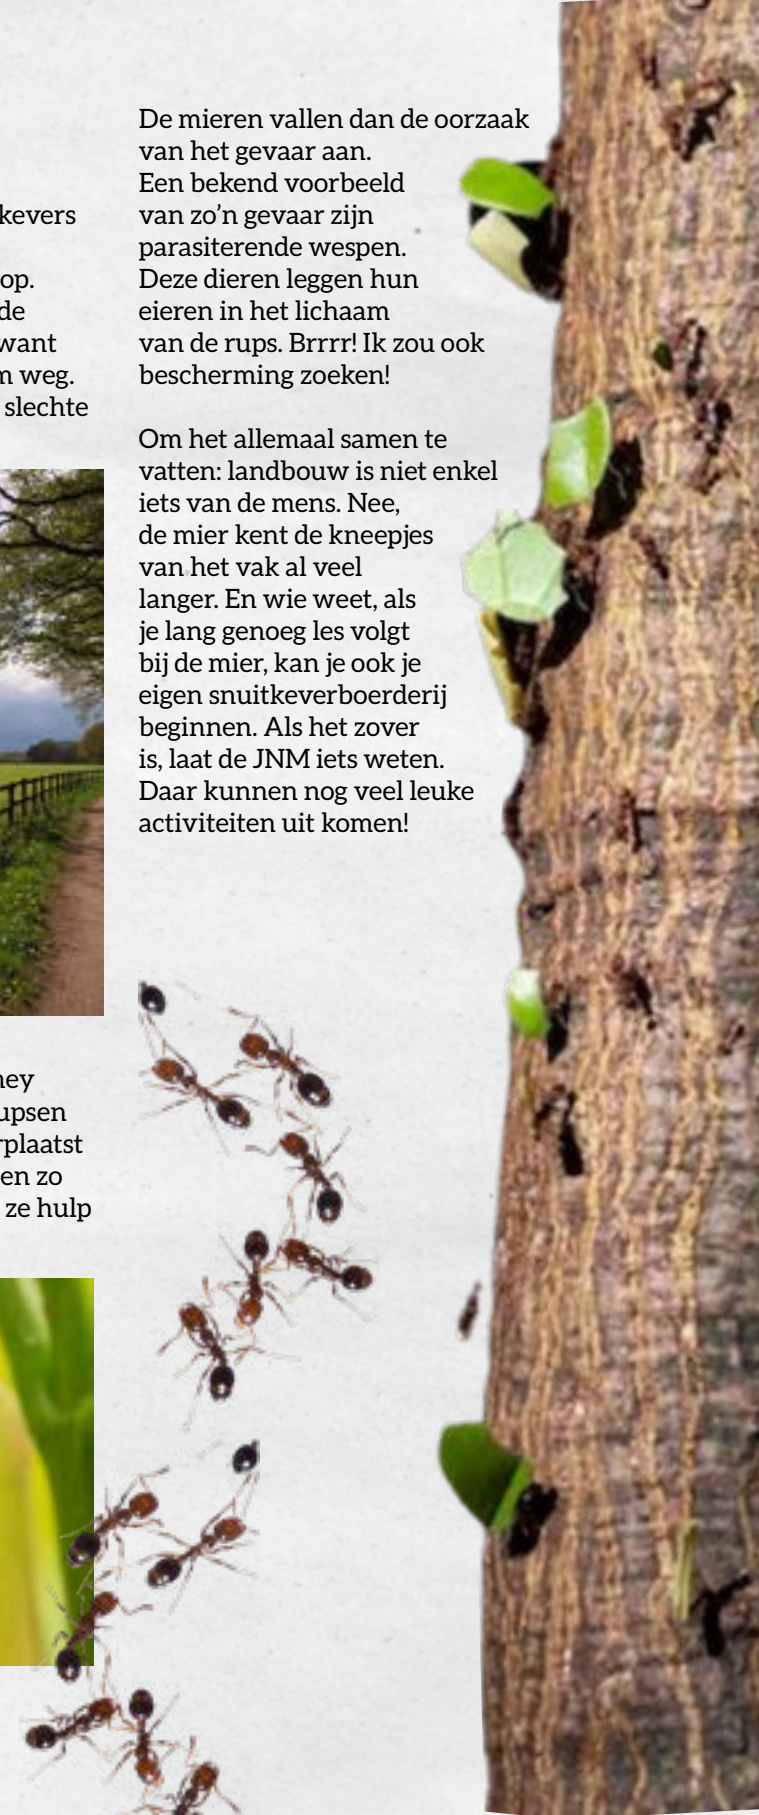 kevers
op.
de
want
weg.
slechte
De mieren vallen dan de oorzaak
van het gevaar aan.
Een bekend voorbeeld
van zo’n gevaar zijn
parasiterende wespen.
Deze dieren leggen hun
eieren in het lichaam
van de rups. Brrrr! Ik zou ook
bescherming zoeken!
Om het allemaal samen te
vatten: landbouw is niet enkel
iets van de mens. Nee,
de mier kent de kneepjes
van het vak al veel
langer. En wie weet, als
je lang genoeg les volgt
bij de mier, kan je ook je
eigen snuitkeverboerderij
beginnen. Als het zover
is, laat de JNM iets weten.
Daar kunnen nog veel leuke
activiteiten uit komen!
ney
upsen
rplaatst
en zo
ze hulp